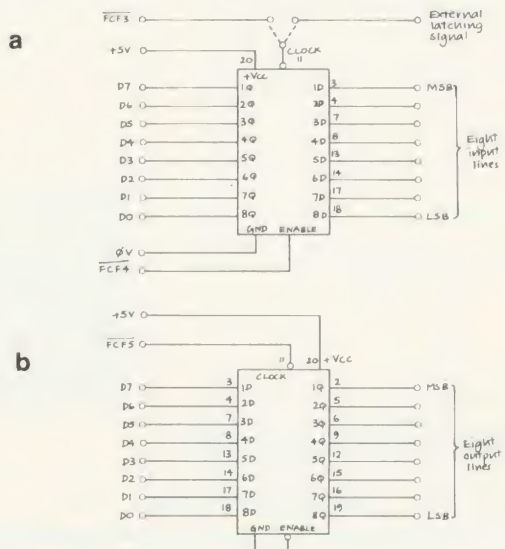 a
FCF3
External latching signal
CLOCK
11
+5V
20
+Vcc
D7 1Q 1D 3 MSB
D6 2Q 2D 4
D5 3Q 3D 7
D4 4Q 4D 8
D3 5Q 5D 13
D2 6Q 6D 14
D1 7Q 7D 17
D0 8Q 8D 18 LSB
Eight input lines
GND ENABLE
ØV
FCF4
b
+5V
FCF5
11 20 +VCC
CLOCK
D7 3 1D 1Q 2 MSB
D6 4 2D 2Q 5
D5 7 3D 3Q 6
D4 8 4D 4Q 9
D3 13 5D 5Q 12
D2 14 6D 6Q 15
D1 17 7D 7Q 16
D0 18 8D 8Q 19 LSB
Eight output lines
GND ENABLE